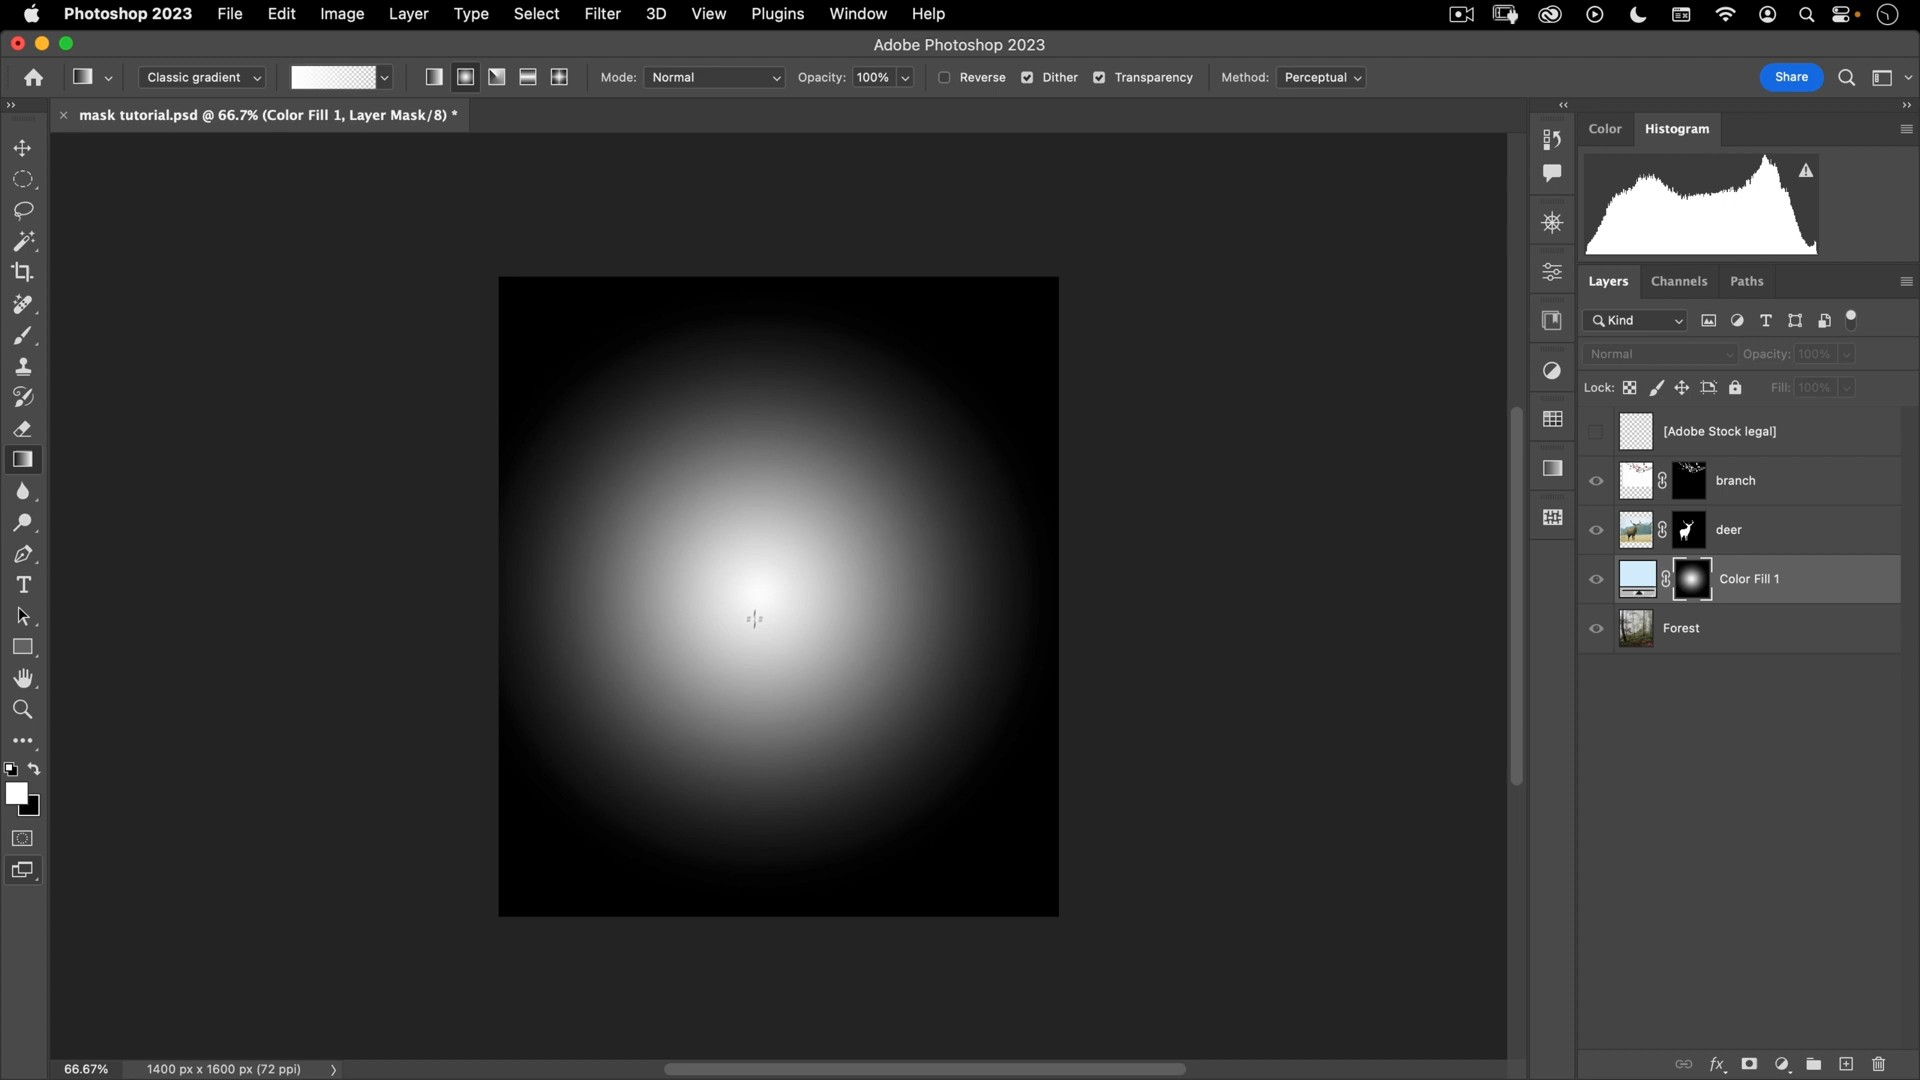 Photoshop 2023 File Edit Image Layer Type Select Filter 3D View Plugins Window Help
Adobe Photoshop 2023
Classic gradient Mode: Normal Opacity: 100% Reverse Dither Transparency Method: Perceptual Share
mask tutorial.psd @ 66.7% (Color Fill 1, Layer Mask/8) *
Color Histogram
Layers Channels Paths
Kind
Normal Opacity: 100%
Lock: Fill: 100%
[Adobe Stock legal]
branch
deer
Color Fill 1
Forest
66.67% 1400 px x 1600 px (72 ppi)